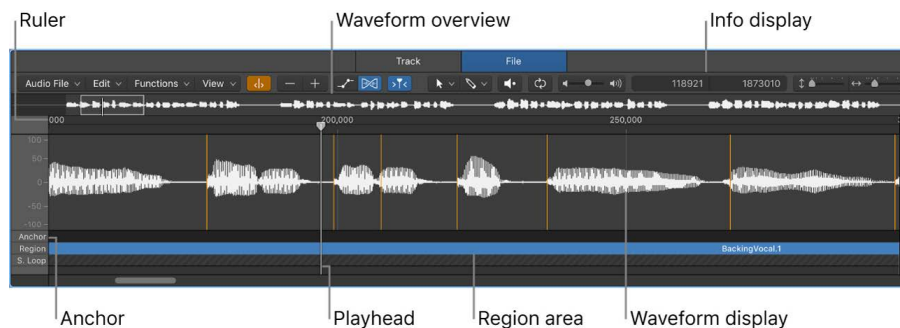 Ruler Waveform overview Info display
Track File
Audio File Edit Functions View 118921 1873010
000 200,000 250,000
100
50
0
-50
-100
Anchor
Region BackingVocal.1
S. Loop
Anchor Playhead Region area Waveform display